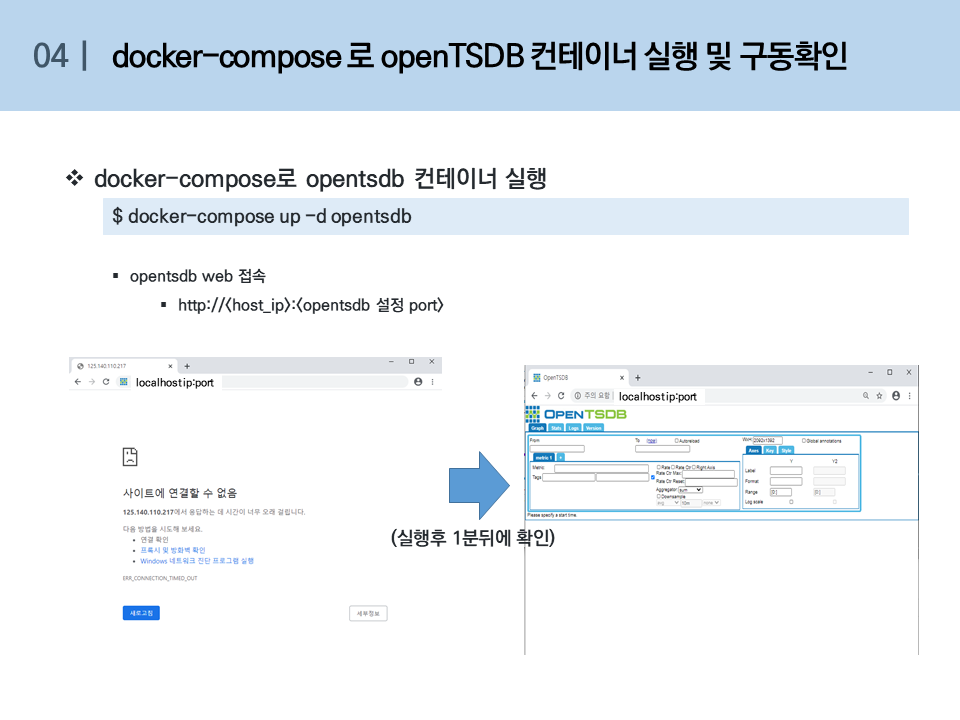 04 | docker-compose 로 openTSDB 컨테이너 실행 및 구동확인
❖ docker-compose로 opentsdb 컨테이너 실행
$ docker-compose up -d opentsdb
▪ opentsdb web 접속
▪ http://<host_ip>:<opentsdb 설정 port>
125.140.110.217
localhost ip:port
사이트에 연결할 수 없음
125.140.110.217에서 응답하는 데 시간이 너무 오래 걸립니다.
다음 방법을 시도해 보세요.
• 연결 확인
• 프록시 및 방화벽 확인
• Windows 네트워크 진단 프로그램 실행
ERR_CONNECTION_TIMED_OUT
새로고침
세부정보
(실행후 1분뒤에 확인)
OpenTSDB
주의 요함 | localhost ip:port
OPENTSDB
Graph Stats Logs Version
From
To (now) Autoreload
WxH: Global annotations
metric 1 +
Metric:
Tags
Rate Rate Ctr Right Axis
Rate Ctr Max:
Rate Ctr Reset:
Aggregator: sum
Downsample
avg 10m none
Axes Key Style
Y Y2
Label
Format
Range [0:] [0:]
Log scale
Please specify a start time.